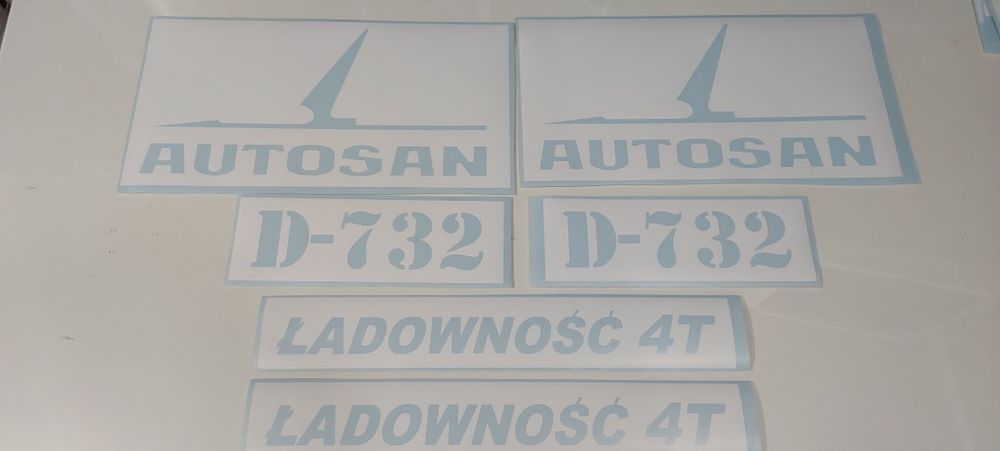 AUTOSAN
AUTOSAN
D-732
D-732
ŁADOWNOŚĆ 4T
ŁADOWNOŚĆ 4T